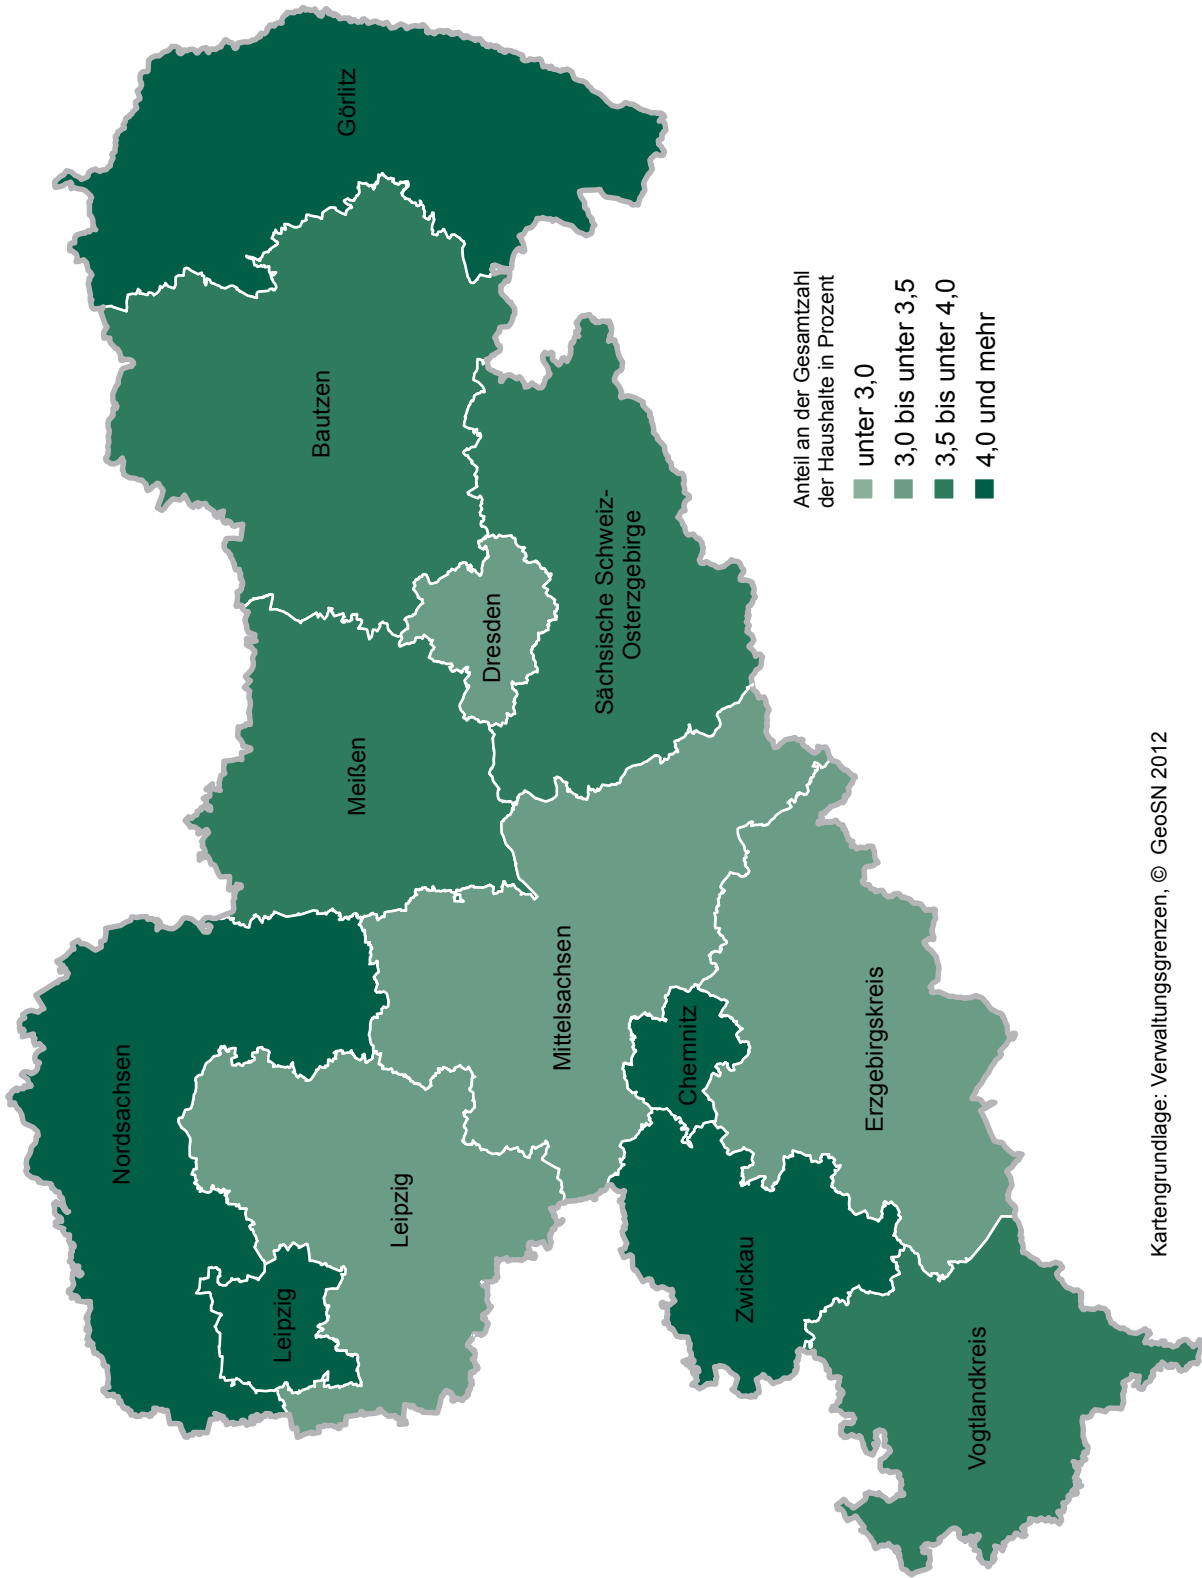 Nordsachsen
Leipzig
Leipzig
Meißen
Bautzen
Görlitz
Dresden
Mittelsachsen
Sächsische Schweiz-
Osterzgebirge
Chemnitz
Zwickau
Erzgebirgskreis
Vogtlandkreis
Anteil an der Gesamtzahl
der Haushalte in Prozent
unter 3,0
3,0 bis unter 3,5
3,5 bis unter 4,0
4,0 und mehr
Kartengrundlage: Verwaltungsgrenzen, © GeoSN 2012